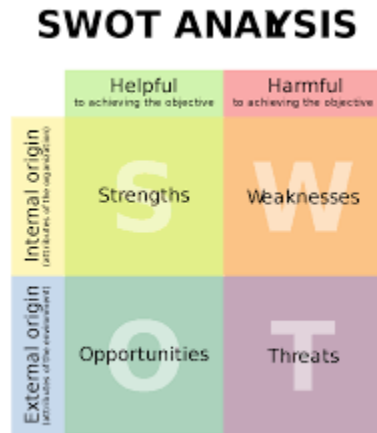 SWOT ANALYSIS
Helpful
to achieving the objective
Harmful
to achieving the objective
Internal origin
(attributes of the organization)
S
Strengths
W
Weaknesses
External origin
(attributes of the environment)
O
Opportunities
T
Threats